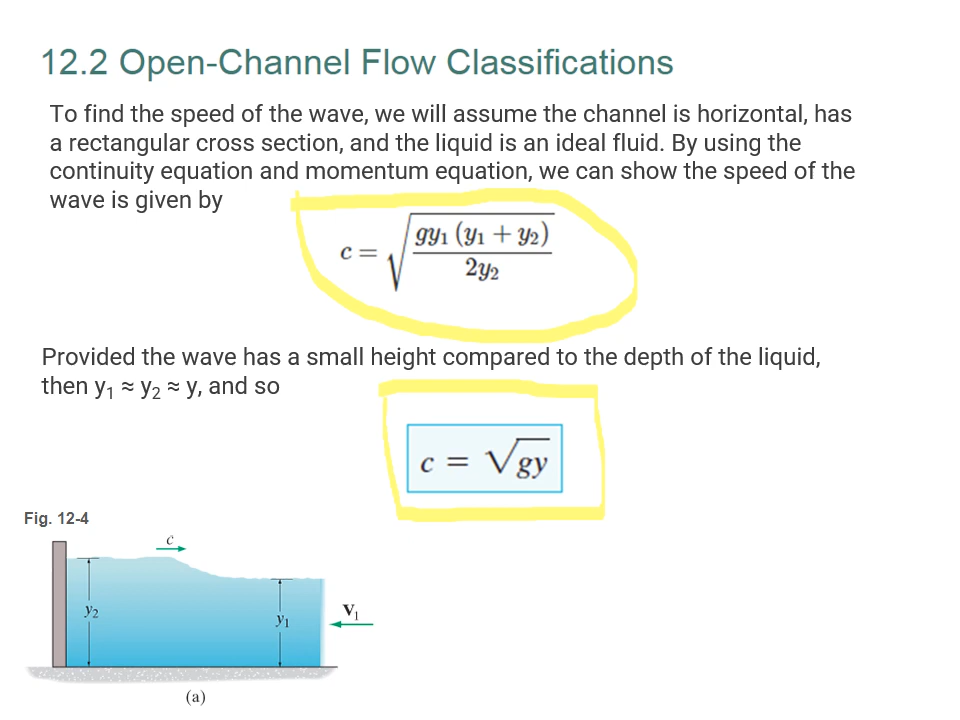 12.2 Open-Channel Flow Classifications
To find the speed of the wave, we will assume the channel is horizontal, has
a rectangular cross section, and the liquid is an ideal fluid. By using the
continuity equation and momentum equation, we can show the speed of the
wave is given by
c = √(gy₁ (y₁ + y₂) / 2y₂)
Provided the wave has a small height compared to the depth of the liquid,
then y₁ ≈ y₂ ≈ y, and so
c = √gy
Fig. 12-4
c
y₂
y₁
V₁
(a)